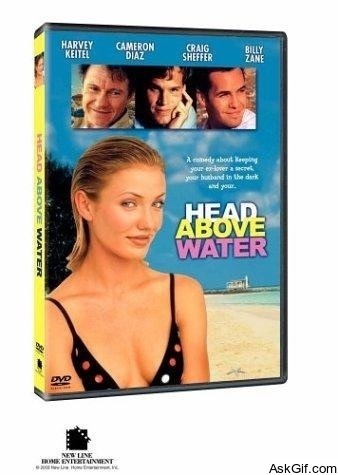 HARVEY KEITEL
CAMERON DIAZ
CRAIG SHEFFER
BILLY ZANE
A comedy about keeping
your ex-lover a secret,
your husband in the dark
and your..
HEAD
ABOVE
WATER
HEAD ABOVE WATER
DVD
NEW LINE
HOME ENTERTAINMENT
© 2002 New Line Home Entertainment, Inc.
AskGif.com